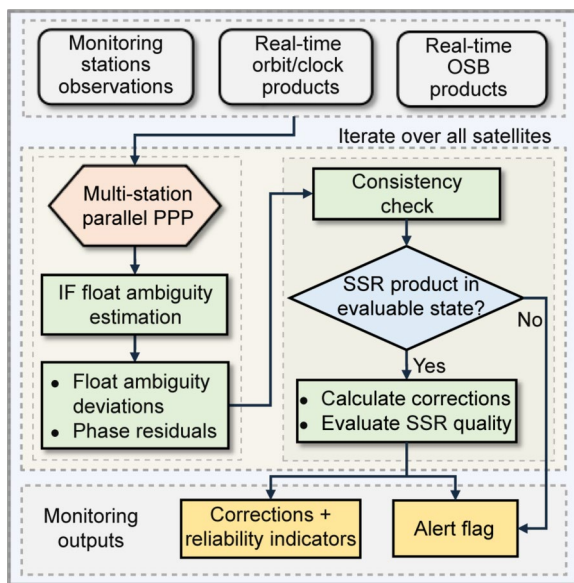 Monitoring
stations
observations
Real-time
orbit/clock
products
Real-time
OSB
products
Iterate over all satellites
Multi-station
parallel PPP
IF float ambiguity
estimation
• Float ambiguity
deviations
• Phase residuals
Consistency
check
SSR product in
evaluable state?
No
Yes
• Calculate corrections
• Evaluate SSR quality
Monitoring
outputs
Corrections +
reliability indicators
Alert flag